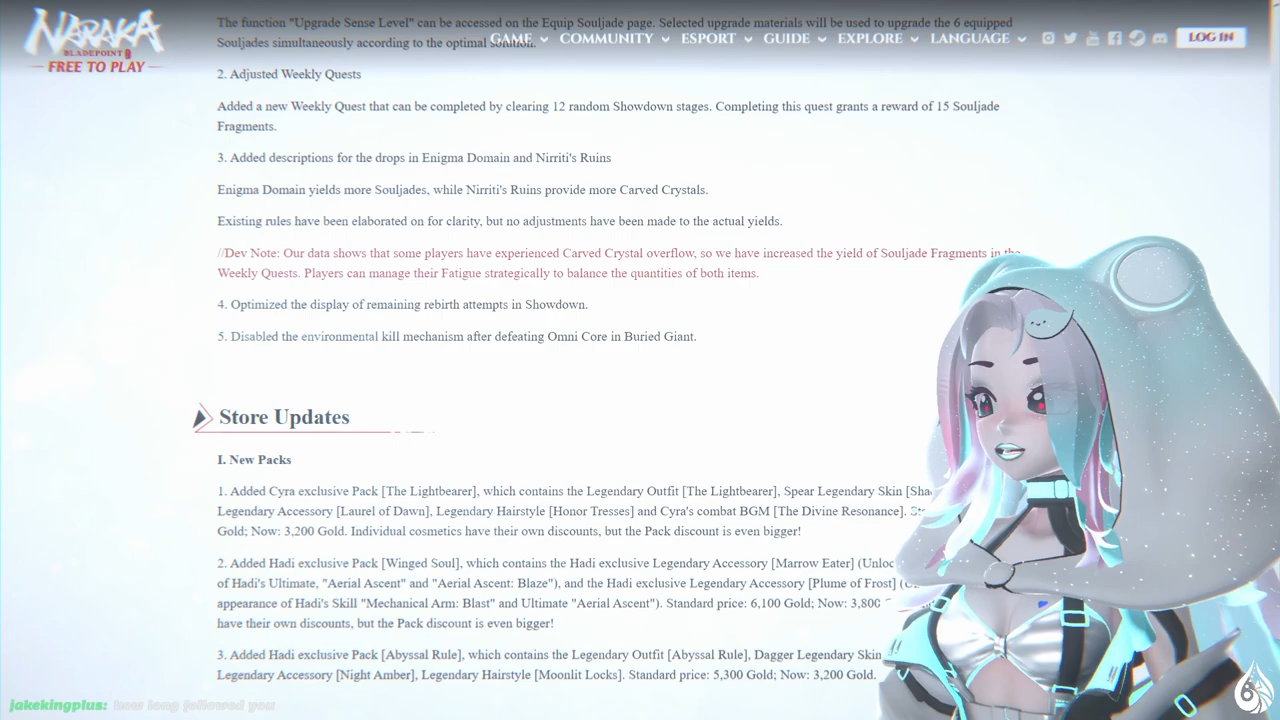 NARAKA
BLADEPOINT
FREE TO PLAY
GAME COMMUNITY ESPORT GUIDE EXPLORE LANGUAGE LOG IN
The function "Upgrade Sense Level" can be accessed on the Equip Souljade page. Selected upgrade materials will be used to upgrade the 6 equipped
Souljades simultaneously according to the optimal solution.
2. Adjusted Weekly Quests
Added a new Weekly Quest that can be completed by clearing 12 random Showdown stages. Completing this quest grants a reward of 15 Souljade
Fragments.
3. Added descriptions for the drops in Enigma Domain and Nirriti's Ruins
Enigma Domain yields more Souljades, while Nirriti's Ruins provide more Carved Crystals.
Existing rules have been elaborated on for clarity, but no adjustments have been made to the actual yields.
//Dev Note: Our data shows that some players have experienced Carved Crystal overflow, so we have increased the yield of Souljade Fragments in the
Weekly Quests. Players can manage their Fatigue strategically to balance the quantities of both items.
4. Optimized the display of remaining rebirth attempts in Showdown.
5. Disabled the environmental kill mechanism after defeating Omni Core in Buried Giant.
Store Updates
I. New Packs
1. Added Cyra exclusive Pack [The Lightbearer], which contains the Legendary Outfit [The Lightbearer], Spear Legendary Skin
Legendary Accessory [Laurel of Dawn], Legendary Hairstyle [Honor Tresses] and Cyra's combat BGM [The Divine Resonance].
Gold; Now: 3,200 Gold. Individual cosmetics have their own discounts, but the Pack discount is even bigger!
2. Added Hadi exclusive Pack [Winged Soul], which contains the Hadi exclusive Legendary Accessory [Marrow Eater]
of Hadi's Ultimate, "Aerial Ascent" and "Aerial Ascent: Blaze"), and the Hadi exclusive Legendary Accessory [Plume of Frost]
appearance of Hadi's Skill "Mechanical Arm: Blast" and Ultimate "Aerial Ascent"). Standard price: 6,100 Gold; Now: 3,800
have their own discounts, but the Pack discount is even bigger!
3. Added Hadi exclusive Pack [Abyssal Rule], which contains the Legendary Outfit [Abyssal Rule], Dagger Legendary Skin
Legendary Accessory [Night Amber], Legendary Hairstyle [Moonlit Locks]. Standard price: 5,300 Gold; Now: 3,200 Gold.
jakekingplus: how long followed you
6